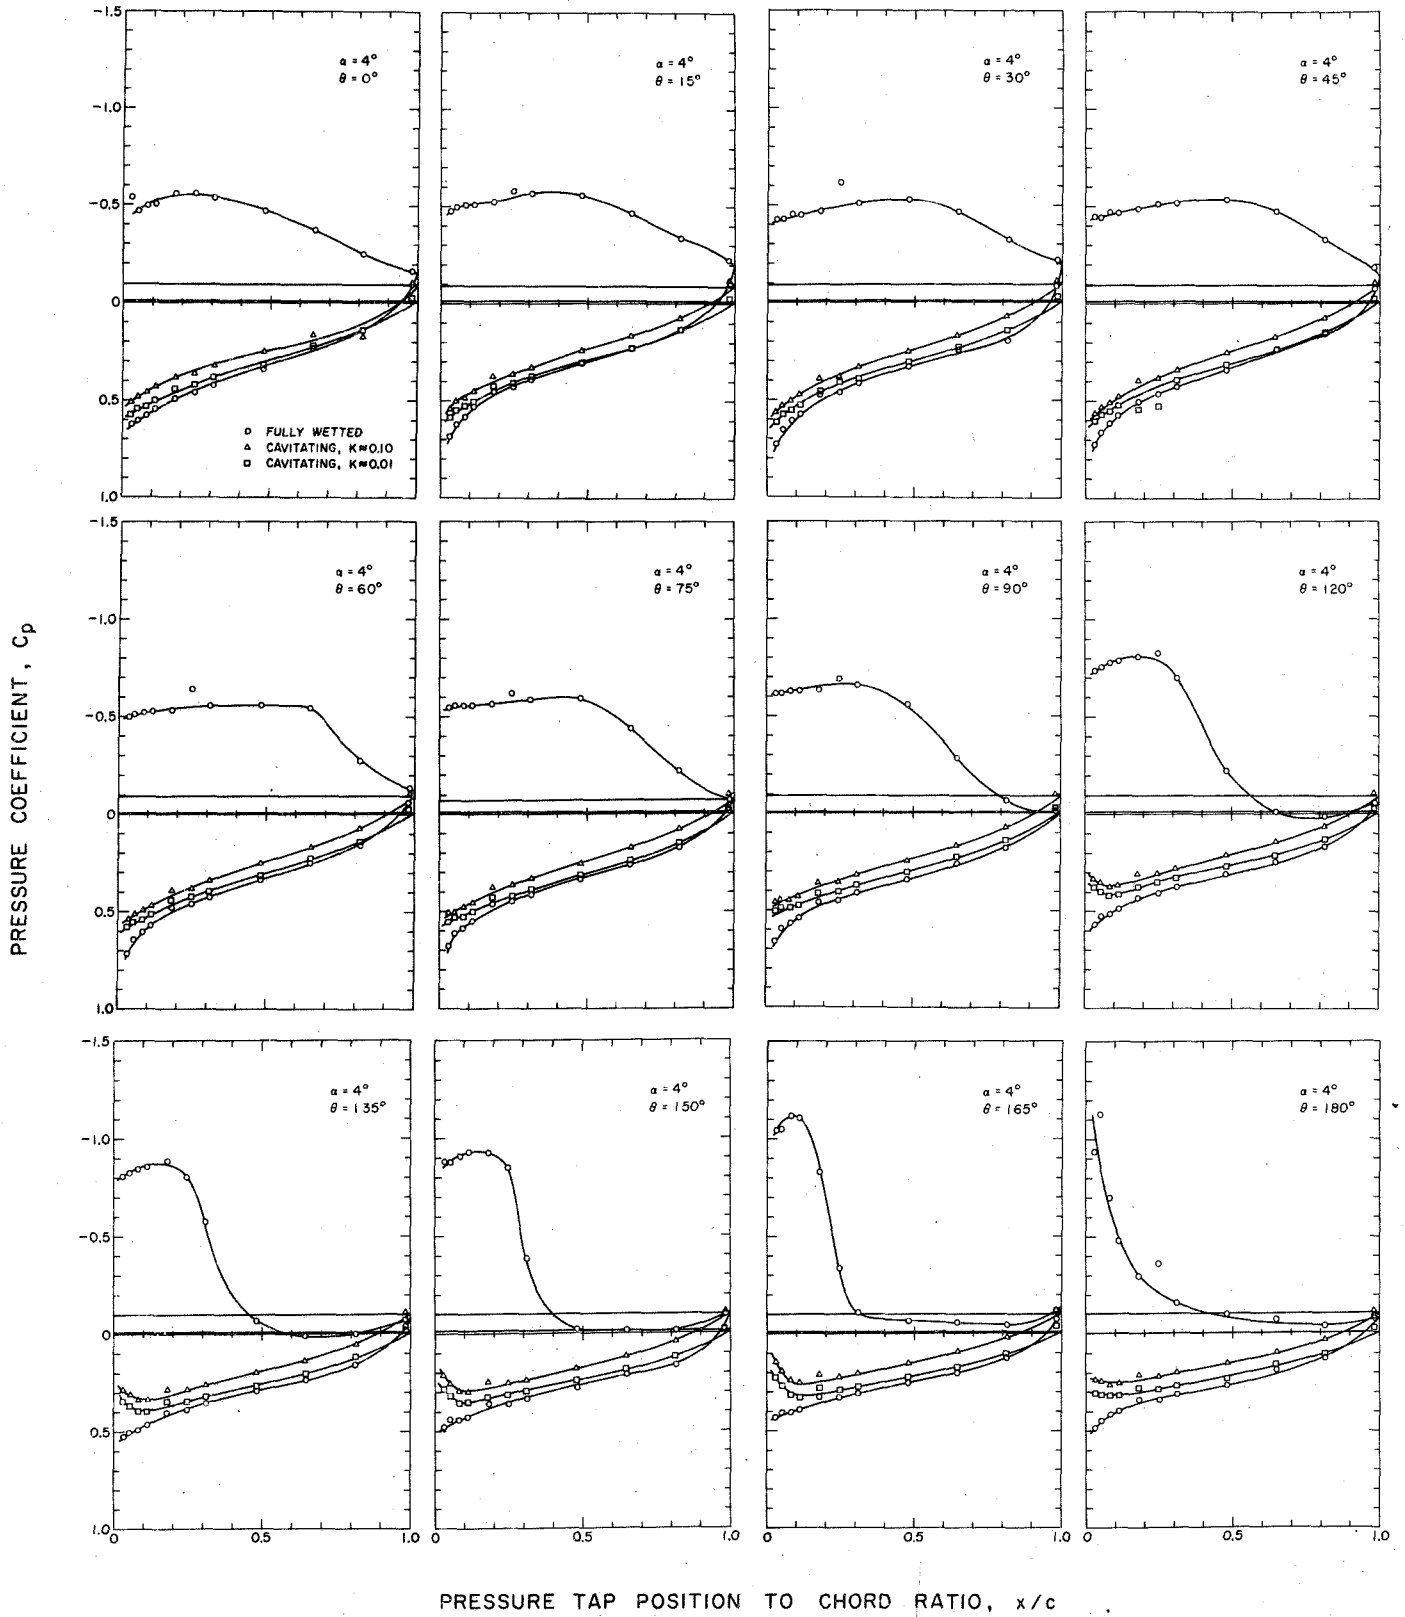 -1.5
α = 4°
θ = 0°
α = 4°
θ = 15°
α = 4°
θ = 30°
α = 4°
θ = 45°
-1.0
-0.5
0
0.5
○ FULLY WETTED
△ CAVITATING, K≈0.10
□ CAVITATING, K≈0.01
1.0
-1.5
α = 4°
θ = 60°
α = 4°
θ = 75°
α = 4°
θ = 90°
α = 4°
θ = 120°
-1.0
-0.5
0
0.5
1.0
PRESSURE COEFFICIENT, Cp
-1.5
α = 4°
θ = 135°
α = 4°
θ = 150°
α = 4°
θ = 165°
α = 4°
θ = 180°
-1.0
-0.5
0
0.5
1.0
0 0.5 1.0
0 0.5 1.0
0 0.5 1.0
0 0.5 1.0
PRESSURE TAP POSITION TO CHORD RATIO, x/c